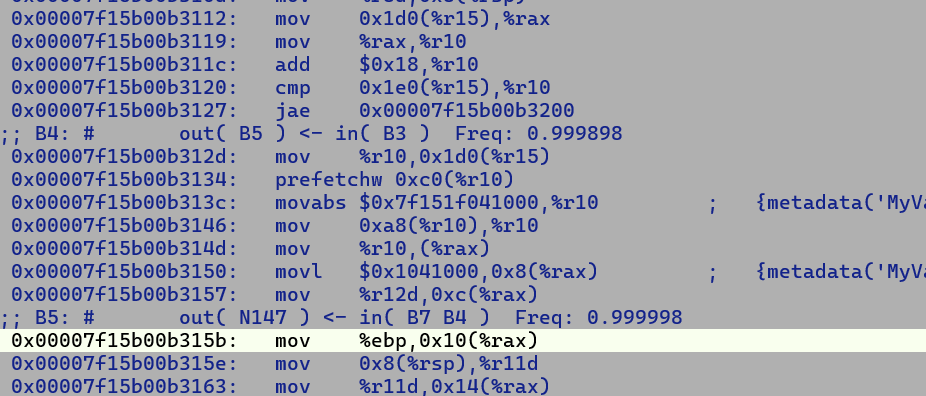 0x00007f15b00b3112:   mov    0x1d0(%r15),%rax
0x00007f15b00b3119:   mov    %rax,%r10
0x00007f15b00b311c:   add    $0x18,%r10
0x00007f15b00b3120:   cmp    0x1e0(%r15),%r10
0x00007f15b00b3127:   jae    0x00007f15b00b3200
;; B4: #       out( B5 ) <- in( B3 )  Freq: 0.999898
0x00007f15b00b312d:   mov    %r10,0x1d0(%r15)
0x00007f15b00b3134:   prefetchw 0xc0(%r10)
0x00007f15b00b313c:   movabs $0x7f151f041000,%r10         ;   {metadata('MyVa
0x00007f15b00b3146:   mov    0xa8(%r10),%r10
0x00007f15b00b314d:   mov    %r10,(%rax)
0x00007f15b00b3150:   movl   $0x1041000,0x8(%rax)         ;   {metadata('MyVa
0x00007f15b00b3157:   mov    %r12d,0xc(%rax)
;; B5: #       out( N147 ) <- in( B7 B4 )  Freq: 0.999998
0x00007f15b00b315b:   mov    %ebp,0x10(%rax)
0x00007f15b00b315e:   mov    0x8(%rsp),%r11d
0x00007f15b00b3163:   mov    %r11d,0x14(%rax)